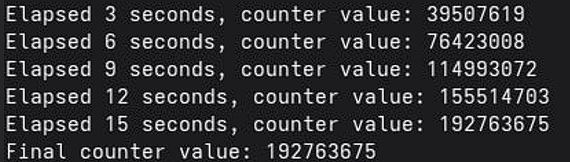 Elapsed 3 seconds, counter value: 39507619
Elapsed 6 seconds, counter value: 76423008
Elapsed 9 seconds, counter value: 114993072
Elapsed 12 seconds, counter value: 155514703
Elapsed 15 seconds, counter value: 192763675
Final counter value: 192763675